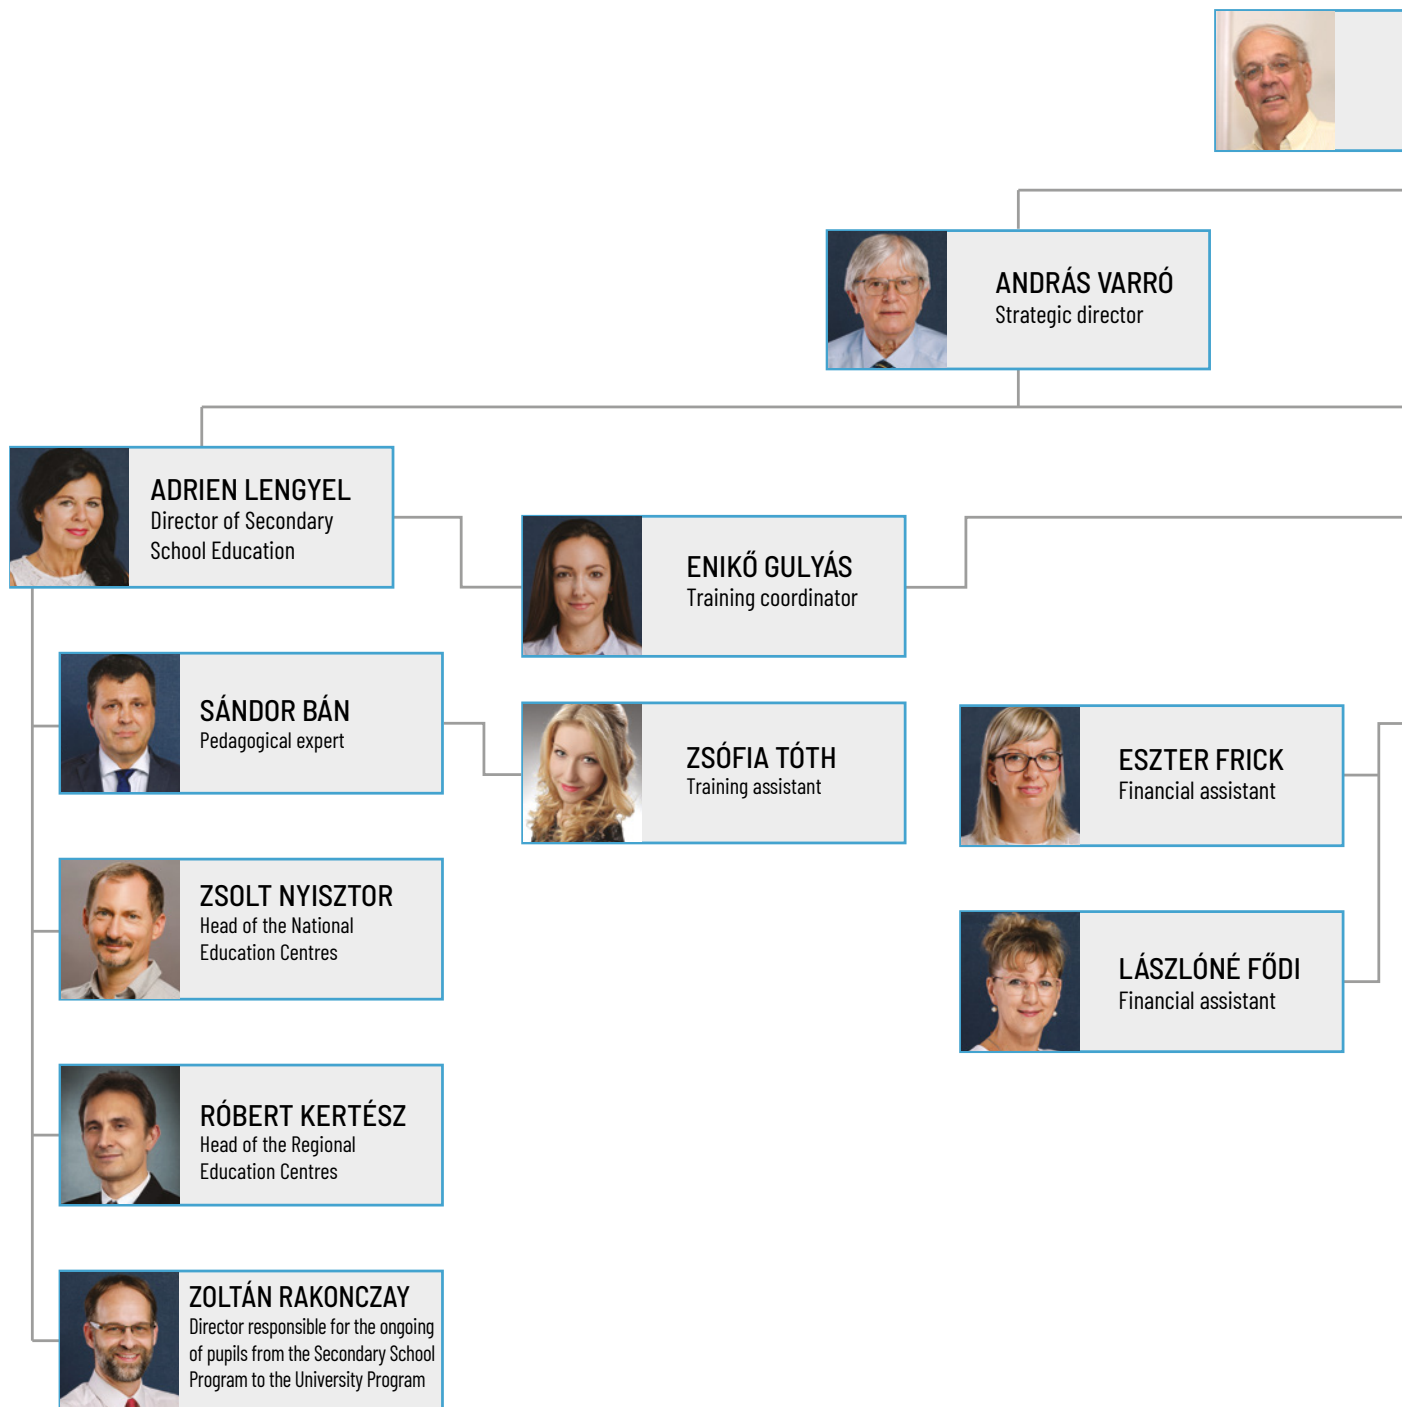 ANDRÁS VARRÓ
Strategic director
ADRIEN LENGYEL
Director of Secondary
School Education
ENIKŐ GULYÁS
Training coordinator
SÁNDOR BÁN
Pedagogical expert
ZSÓFIA TÓTH
Training assistant
ESZTER FRICK
Financial assistant
ZSOLT NYISZTOR
Head of the National
Education Centres
LÁSZLÓNÉ FŐDI
Financial assistant
RÓBERT KERTÉSZ
Head of the Regional
Education Centres
ZOLTÁN RAKONCZAY
Director responsible for the ongoing
of pupils from the Secondary School
Program to the University Program